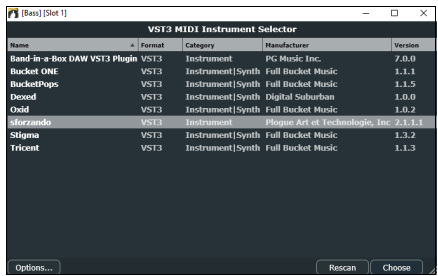 [Bass] [Slot 1]
VST3 MIDI Instrument Selector
Name Format Category Manufacturer Version
Band-in-a-Box DAW VST3 Plugin VST3 Instrument PG Music Inc. 7.0.0
Bucket ONE VST3 Instrument|Synth Full Bucket Music 1.1.1
BucketPops VST3 Instrument|Synth Full Bucket Music 1.1.5
Dexed VST3 Instrument|Synth Digital Suburban 1.0.0
Oxid VST3 Instrument|Synth Full Bucket Music 1.0.2
sforzando VST3 Instrument Plogue Art et Technologie, Inc 2.1.1.1
Stigma VST3 Instrument|Synth Full Bucket Music 1.3.2
Tricent VST3 Instrument|Synth Full Bucket Music 1.1.3
Options... Rescan Choose